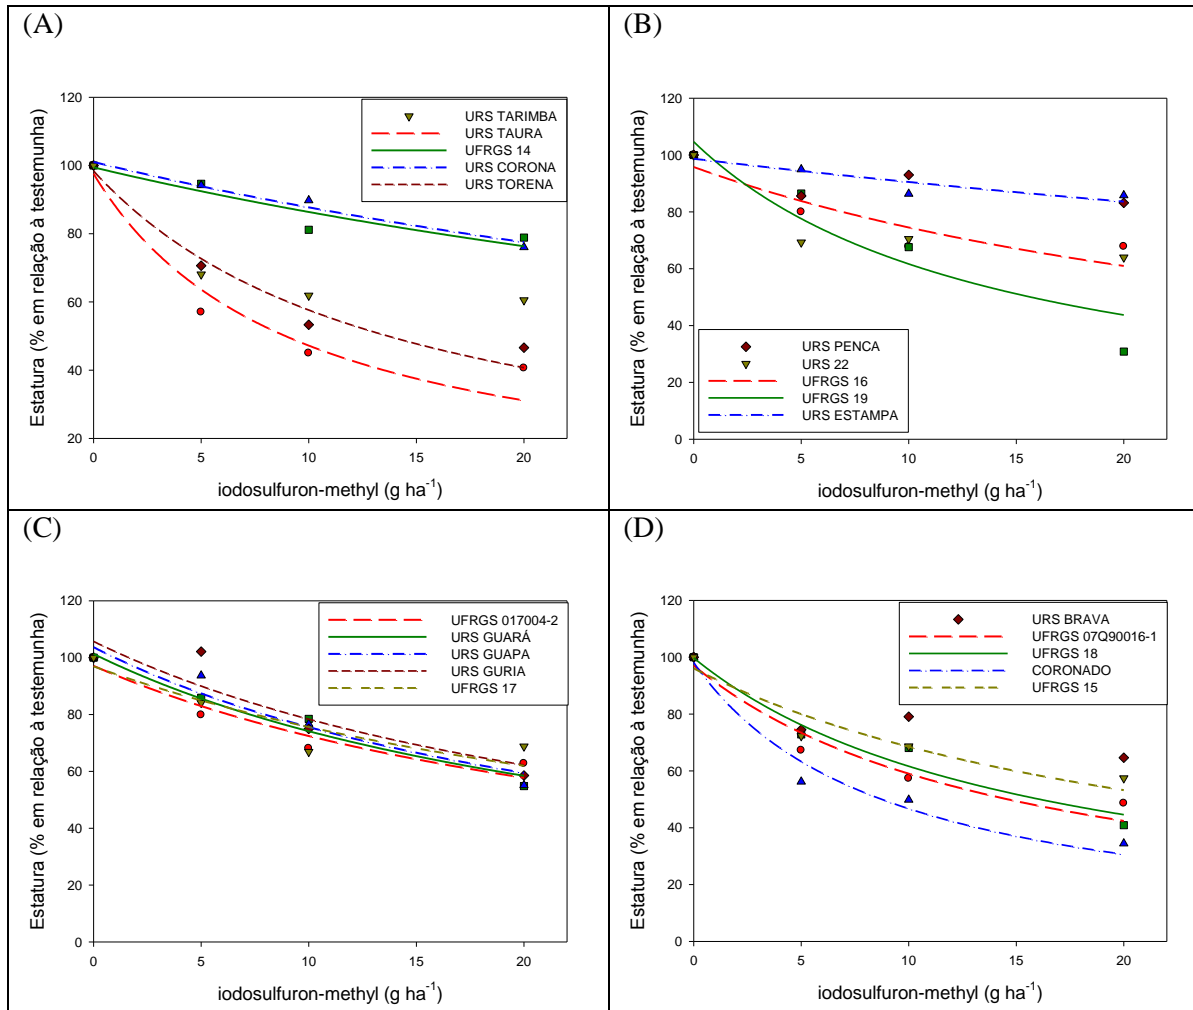 (A)
Estatura (% em relação à testemunha)
120
100
80
60
40
20
URS TARIMBA
URS TAURA
UFRGS 14
URS CORONA
URS TORENA
0 5 10 15 20
iodosulfuron-methyl (g ha⁻¹)
(B)
Estatura (% em relação à testemunha)
120
100
80
60
40
20
0
URS PENCA
URS 22
UFRGS 16
UFRGS 19
URS ESTAMPA
0 5 10 15 20
iodosulfuron-methyl (g ha⁻¹)
(C)
Estatura (% em relação à testemunha)
120
100
80
60
40
20
0
UFRGS 017004-2
URS GUARÁ
URS GUAPA
URS GURIA
UFRGS 17
0 5 10 15 20
iodosulfuron-methyl (g ha⁻¹)
(D)
Estatura (% em relação à testemunha)
120
100
80
60
40
20
0
URS BRAVA
UFRGS 07Q90016-1
UFRGS 18
CORONADO
UFRGS 15
0 5 10 15 20
iodosulfuron-methyl (g ha⁻¹)